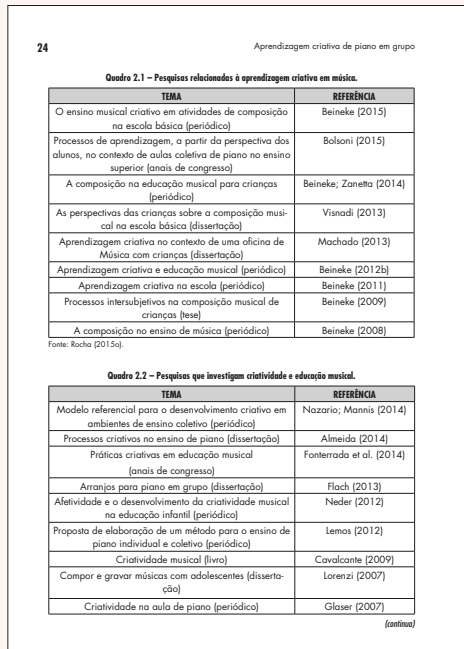 24
Aprendizagem criativa de piano em grupo
Quadro 2.1 – Pesquisas relacionadas à aprendizagem criativa em música.
TEMA REFERÊNCIA
O ensino musical criativo em atividades de composição Beineke (2015)
na escola básica (periódico)
Processos de aprendizagem, a partir da perspectiva dos Bolsoni (2015)
alunos, no contexto de aulas coletiva de piano no ensino
superior (anais de congresso)
A composição na educação musical para crianças Beineke; Zanetta (2014)
(periódico)
As perspectivas das crianças sobre a composição musi- Visnadi (2013)
cal na escola básica (dissertação)
Aprendizagem criativa no contexto de uma oficina de Machado (2013)
Música com crianças (dissertação)
Aprendizagem criativa e educação musical (periódico) Beineke (2012b)
Aprendizagem criativa na escola (periódico) Beineke (2011)
Processos intersubjetivos na composição musical de Beineke (2009)
crianças (tese)
A composição no ensino de música (periódico) Beineke (2008)
Fonte: Rocha (2015a).
Quadro 2.2 – Pesquisas que investigam criatividade e educação musical.
TEMA REFERÊNCIA
Modelo referencial para o desenvolvimento criativo em Nazario; Mannis (2014)
ambientes de ensino coletivo (periódico)
Processos criativos no ensino de piano (dissertação) Almeida (2014)
Práticas criativas em educação musical Fonterrada et al. (2014)
(anais de congresso)
Arranjos para piano em grupo (dissertação) Flach (2013)
Afetividade e o desenvolvimento da criatividade musical Neder (2012)
na educação infantil (periódico)
Proposta de elaboração de um método para o ensino de Lemos (2012)
piano individual e coletivo (periódico)
Criatividade musical (livro) Cavalcante (2009)
Compor e gravar músicas com adolescentes (disserta- Lorenzi (2007)
ção)
Criatividade na aula de piano (periódico) Glaser (2007)
(continua)